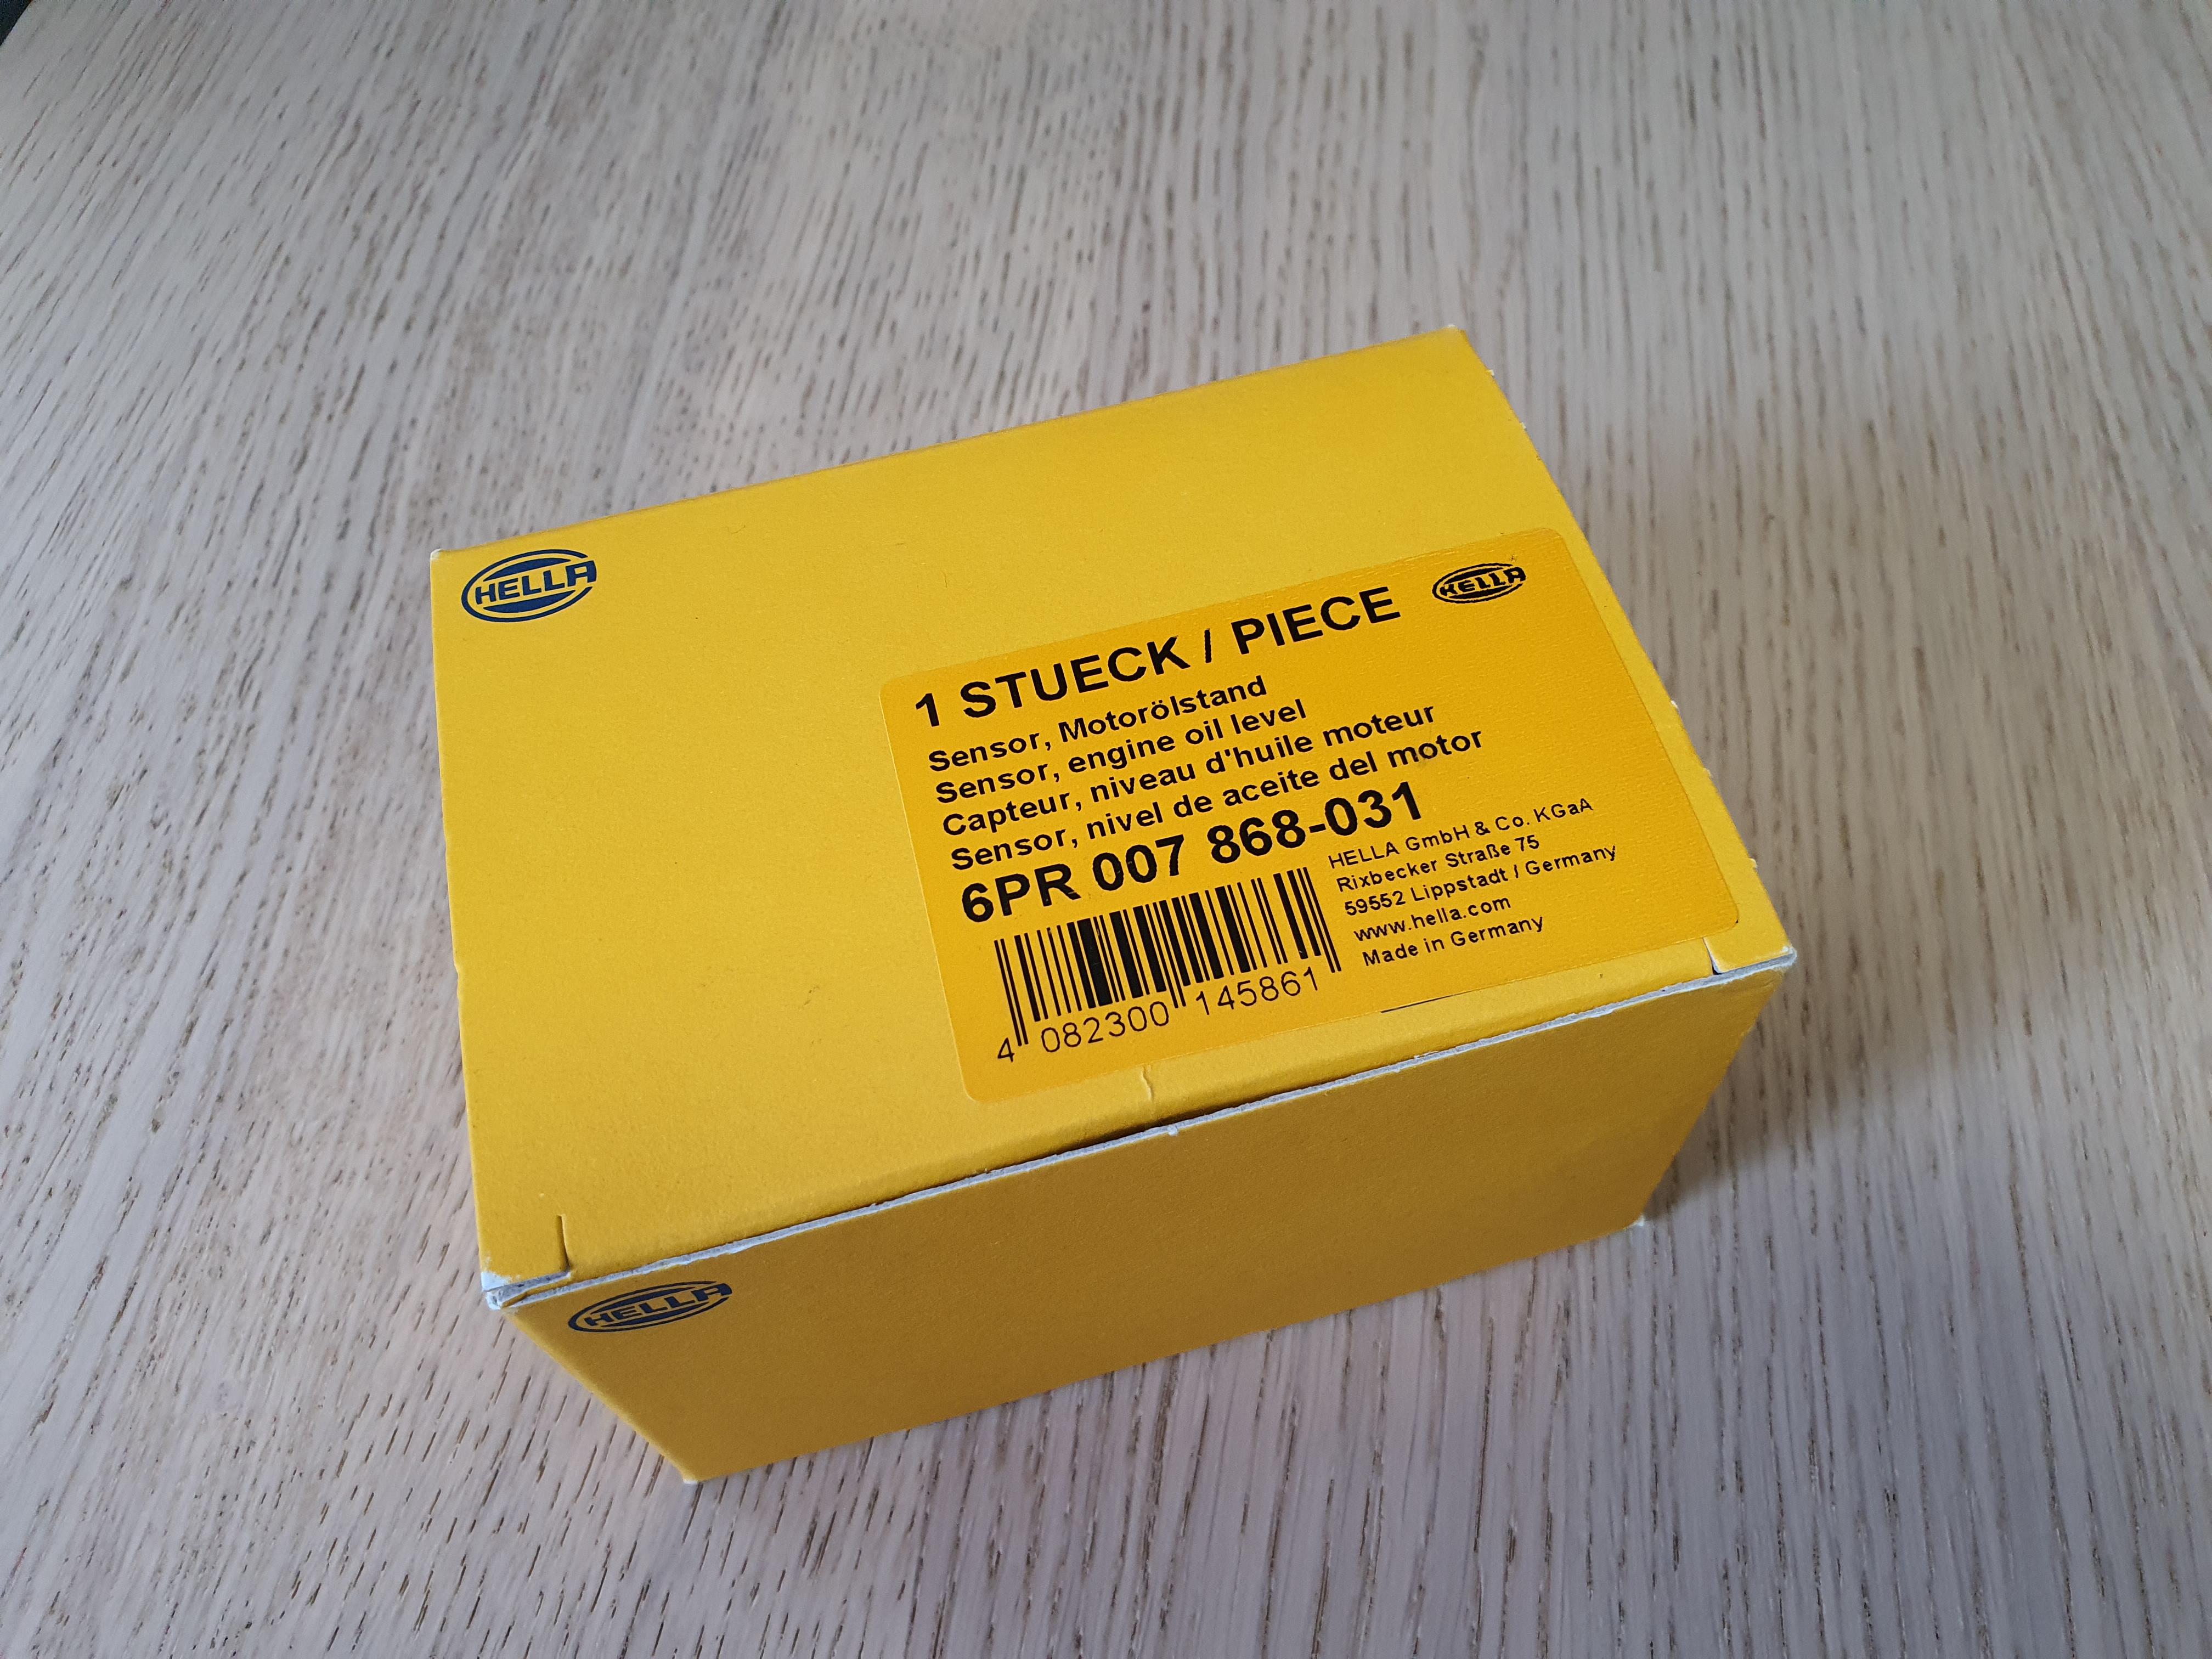 HELLA
HELLA
1 STUECK / PIECE
Sensor, Motorölstand
Sensor, engine oil level
Capteur, niveau d'huile moteur
Sensor, nivel de aceite del motor
6PR 007 868-031
HELLA GmbH & Co. KGaA
Rixbecker Straße 75
59552 Lippstadt / Germany
www.hella.com
Made in Germany
4 082300 145861
HELLA